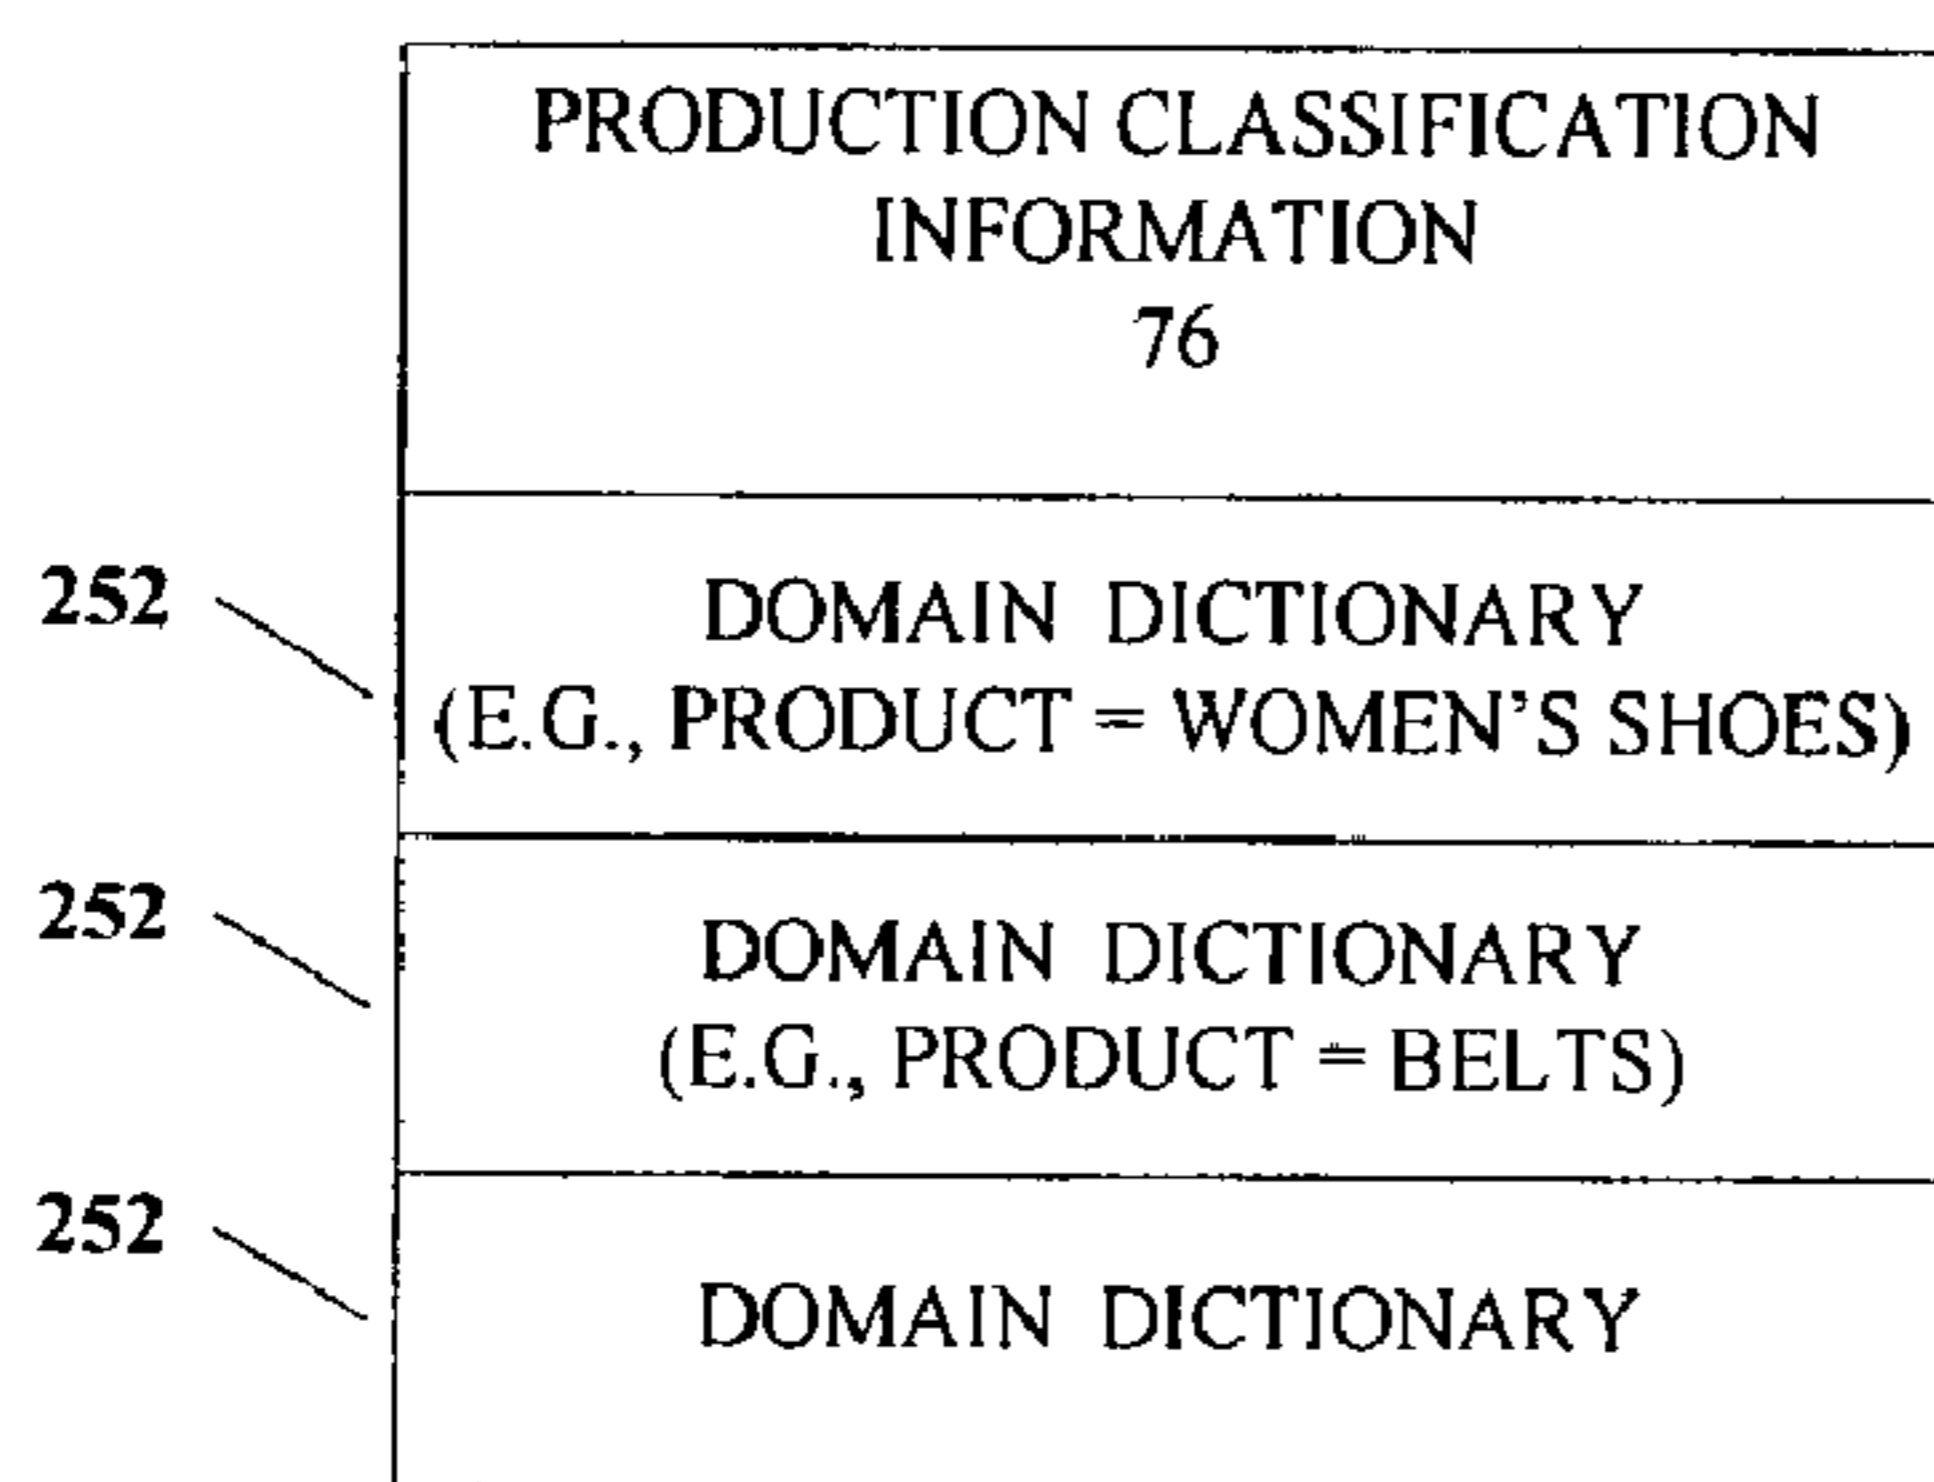 PRODUCTION CLASSIFICATION
INFORMATION
76
252
DOMAIN DICTIONARY
(E.G., PRODUCT = WOMEN'S SHOES)
252
DOMAIN DICTIONARY
(E.G., PRODUCT = BELTS)
252
DOMAIN DICTIONARY